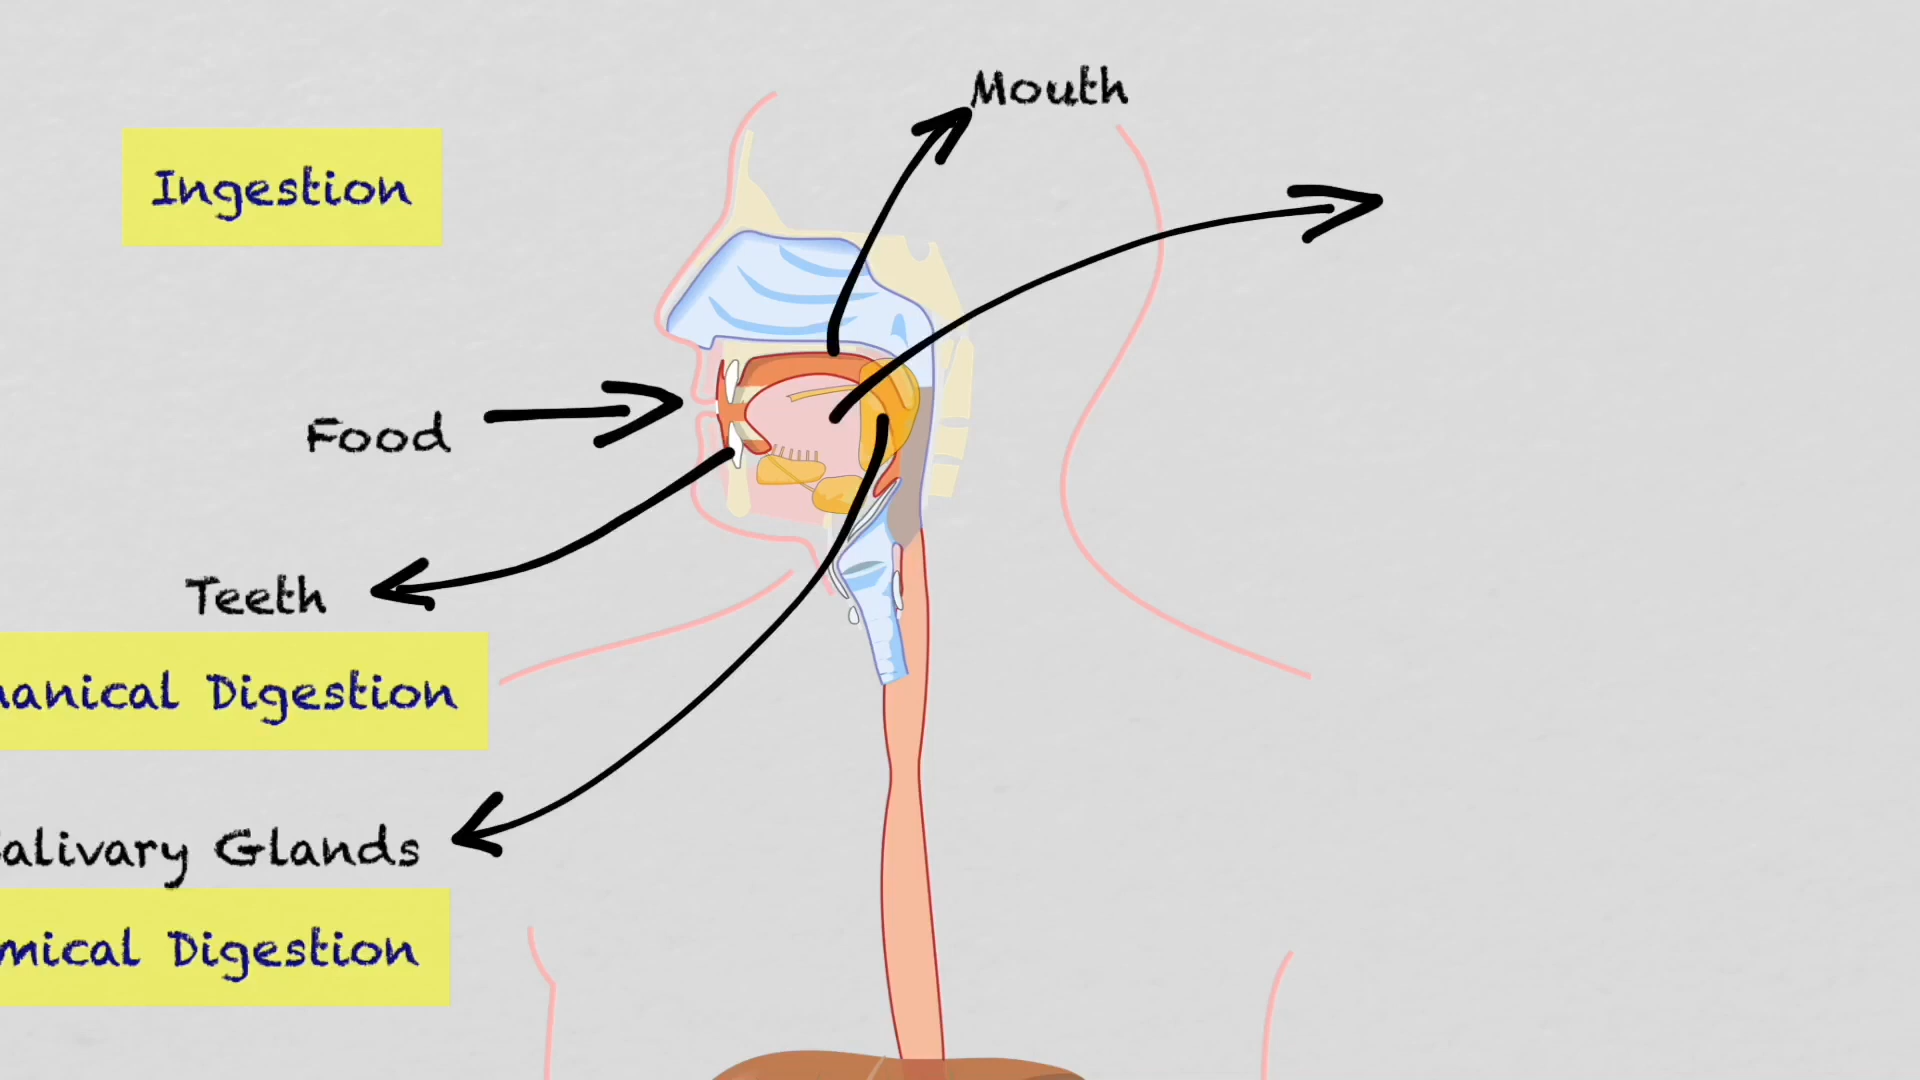 Mouth
Ingestion
Food
Teeth
anical Digestion
alivary Glands
mical Digestion